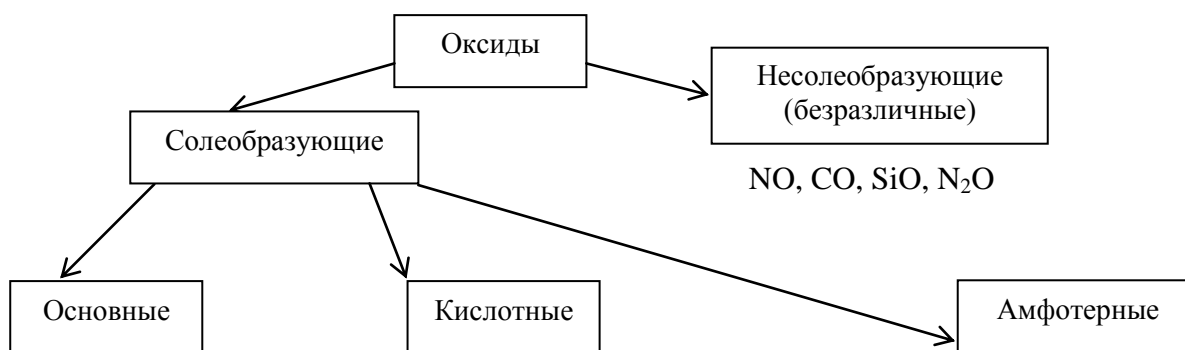 Оксиды
Несолеобразующие
(безразличные)
Солеобразующие
NO, CO, SiO, N₂O
Основные
Кислотные
Амфотерные